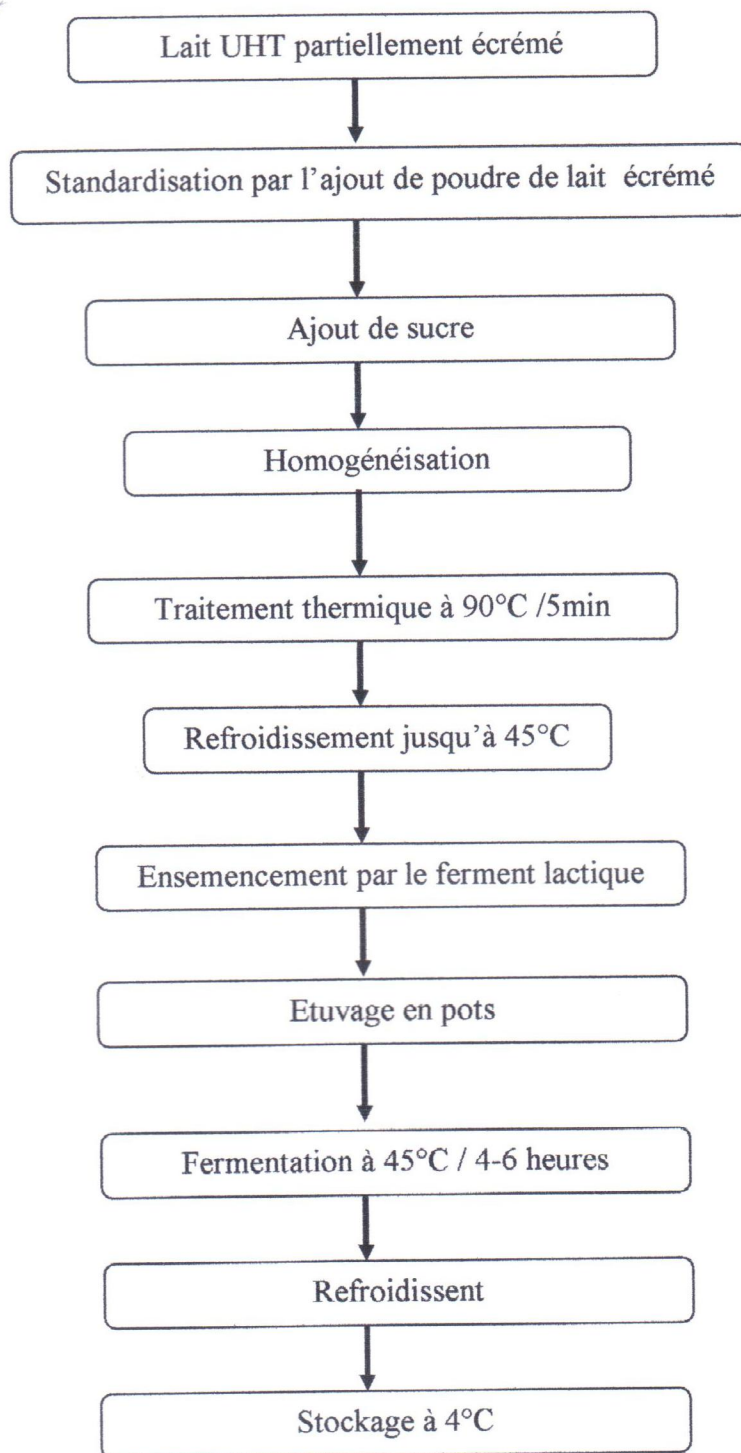 Lait UHT partiellement écrémé
Standardisation par l'ajout de poudre de lait écrémé
Ajout de sucre
Homogénéisation
Traitement thermique à 90°C /5min
Refroidissement jusqu'à 45°C
Ensemencement par le ferment lactique
Etuvage en pots
Fermentation à 45°C / 4-6 heures
Refroidissent
Stockage à 4°C